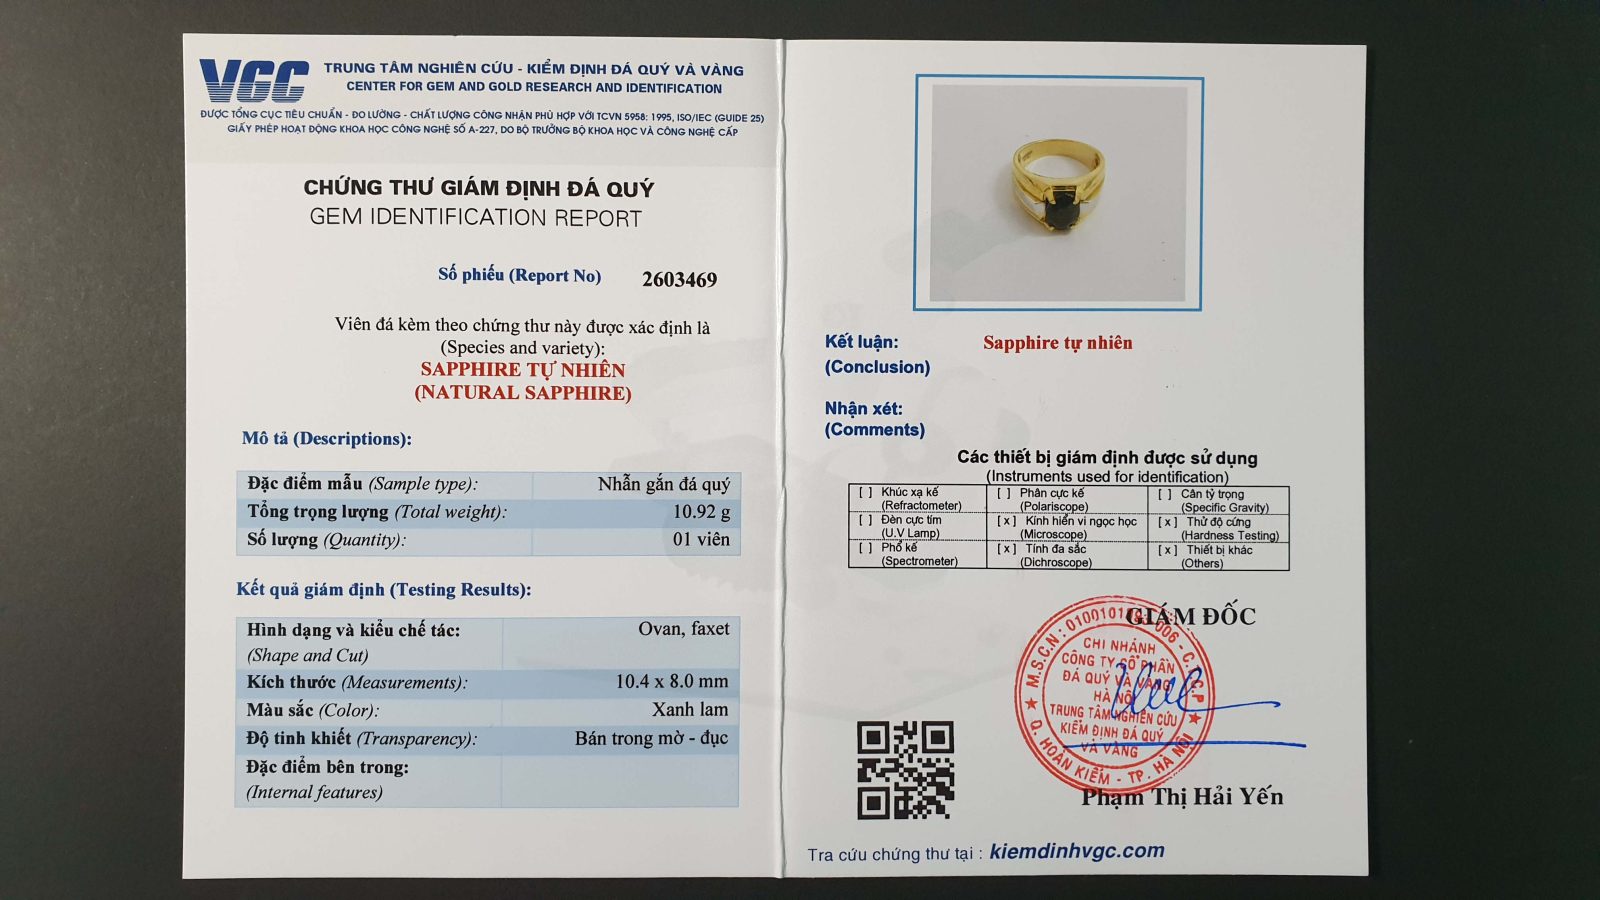 VGC
TRUNG TÂM NGHIÊN CỨU - KIỂM ĐỊNH ĐÁ QUÝ VÀ VÀNG
CENTER FOR GEM AND GOLD RESEARCH AND IDENTIFICATION
ĐƯỢC TỔNG CỤC TIÊU CHUẨN - ĐO LƯỜNG - CHẤT LƯỢNG CÔNG NHẬN PHÙ HỢP VỚI TCVN 5958: 1995, ISO/IEC (GUIDE 25)
GIẤY PHÉP HOẠT ĐỘNG KHOA HỌC CÔNG NGHỆ SỐ A-227, DO BỘ TRƯỞNG BỘ KHOA HỌC VÀ CÔNG NGHỆ CẤP
CHỨNG THƯ GIÁM ĐỊNH ĐÁ QUÝ
GEM IDENTIFICATION REPORT
Số phiếu (Report No) 2603469
Viên đá kèm theo chứng thư này được xác định là
(Species and variety):
SAPPHIRE TỰ NHIÊN
(NATURAL SAPPHIRE)
Mô tả (Descriptions):
Đặc điểm mẫu (Sample type): Nhẫn gắn đá quý
Tổng trọng lượng (Total weight): 10.92 g
Số lượng (Quantity): 01 viên
Kết quả giám định (Testing Results):
Hình dạng và kiểu chế tác: Ovan, faxet
(Shape and Cut)
Kích thước (Measurements): 10.4 x 8.0 mm
Màu sắc (Color): Xanh lam
Độ tinh khiết (Transparency): Bán trong mờ - đục
Đặc điểm bên trong:
(Internal features)
Kết luận: Sapphire tự nhiên
(Conclusion)
Nhận xét:
(Comments)
Các thiết bị giám định được sử dụng
(Instruments used for identification)
[ ] Khúc xạ kế [ ] Phân cực kế [ ] Cân tỷ trọng
(Refractometer) (Polariscope) (Specific Gravity)
[ ] Đèn cực tím [x] Kính hiển vi ngọc học [x] Thử độ cứng
(U.V Lamp) (Microscope) (Hardness Testing)
[ ] Phổ kế [x] Tính đa sắc [x] Thiết bị khác
(Spectrometer) (Dichroscope) (Others)
GIÁM ĐỐC
CHI NHÁNH
CÔNG TY CỔ PHẦN
ĐÁ QUÝ VÀ VÀNG
HÀ NỘI
TRUNG TÂM NGHIÊN CỨU
KIỂM ĐỊNH ĐÁ QUÝ
VÀ VÀNG
Q. HOÀN KIẾM - TP. HÀ NỘI
Phạm Thị Hải Yến
Tra cứu chứng thư tại : kiemdinhvgc.com